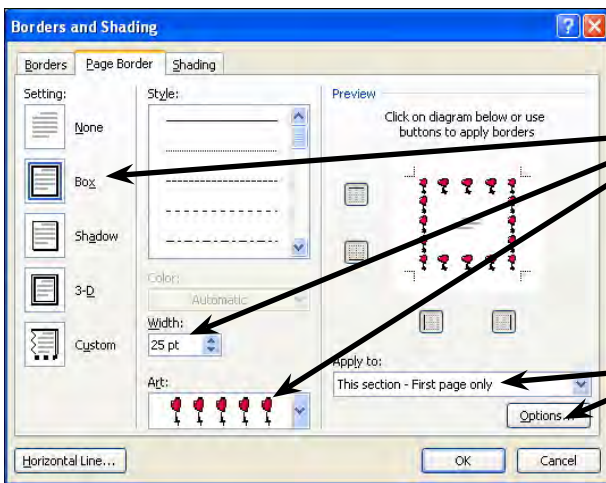 Borders and Shading
Borders Page Border Shading
Setting:
None
Box
Shadow
3-D
Custom
Style:
Color:
Automatic
Width:
25 pt
Art:
Preview
Click on diagram below or use
buttons to apply borders
Apply to:
This section - First page only
Options...
Horizontal Line...
OK
Cancel